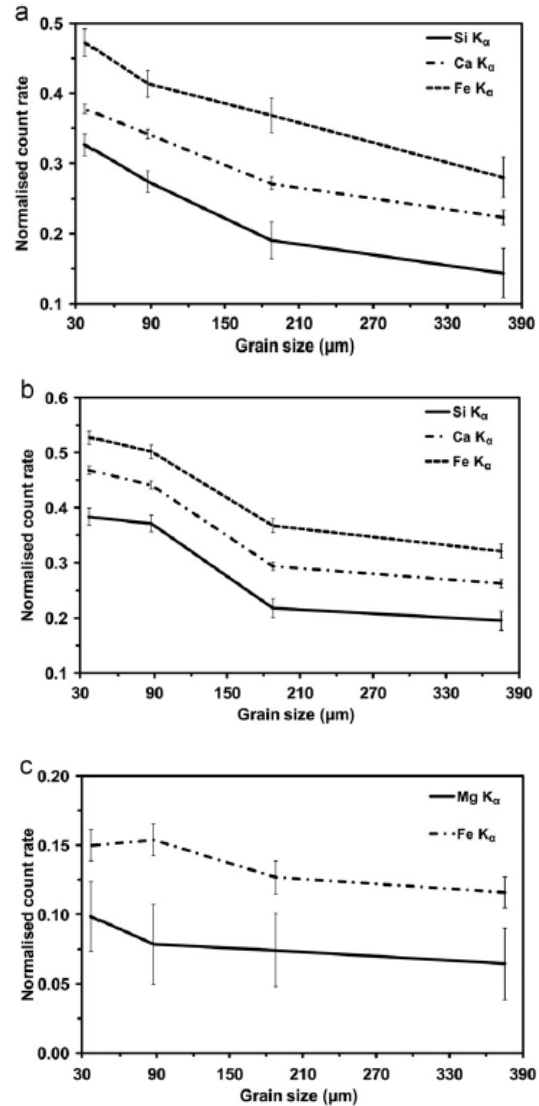 a
0.5
0.4
0.3
0.2
0.1
Normalised count rate
Si Kα
Ca Kα
Fe Kα
30 90 150 210 270 330 390
Grain size (µm)
b
0.6
0.5
0.4
0.3
0.2
0.1
Normalised count rate
Si Kα
Ca Kα
Fe Kα
30 90 150 210 270 330 390
Grain size (µm)
c
0.20
0.15
0.10
0.05
0.00
Normalised count rate
Mg Kα
Fe Kα
30 90 150 210 270 330 390
Grain size (µm)